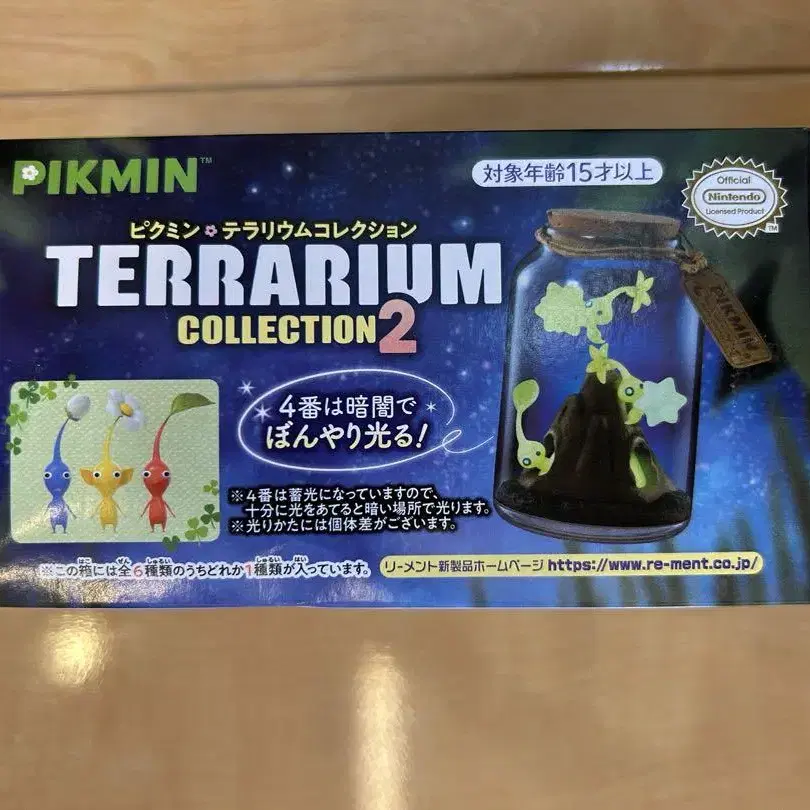 PIKMIN™
対象年齢15才以上
Official
Nintendo
Licensed Product
TM
ピクミン テラリウムコレクション
TERRARIUM
COLLECTION2
PIKMIN
4番は暗闇で
ぼんやり光る!
※4番は蓄光になっていますので、
十分に光をあてると暗い場所で光ります。
※光りかたには個体差がございます。
※この箱には全6種類のうちどれか1種類が入っています。
リーメント新製品ホームページ https://www.re-ment.co.jp/